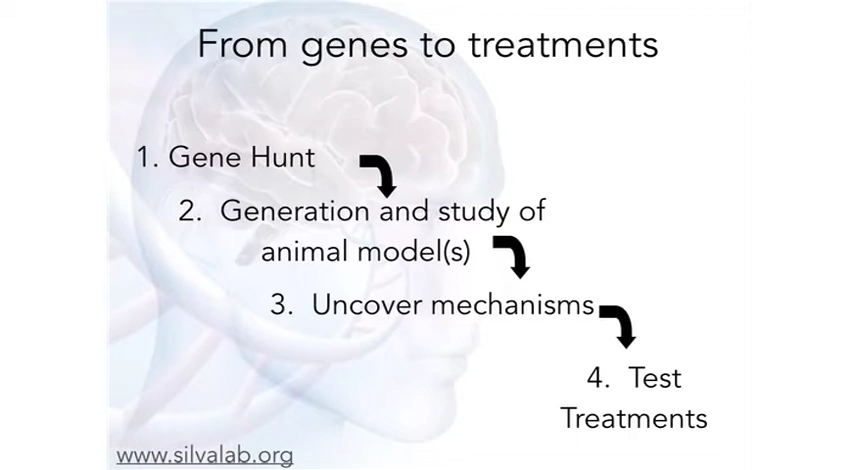 From genes to treatments
1. Gene Hunt
2. Generation and study of
animal model(s)
3. Uncover mechanisms
4. Test
Treatments
www.silvalab.org